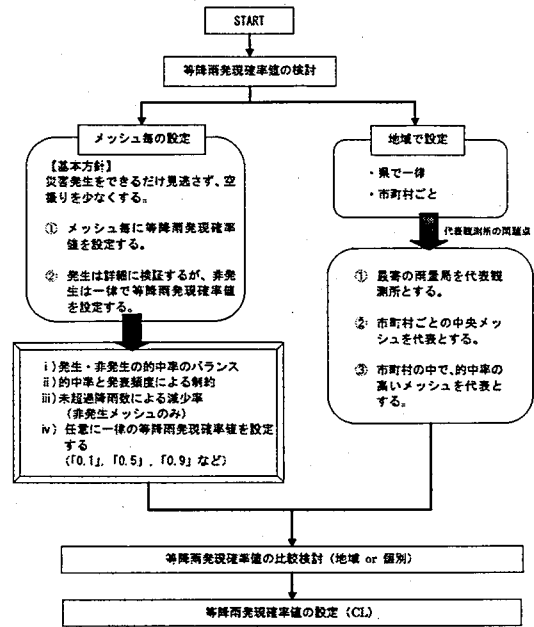 START
等降雨発現確率値の検討
メッシュ毎の設定
【基本方針】
災害発生をできるだけ見逃さず、空
振りを少なくする。
① メッシュ毎に等降雨発現確率
値を設定する。
② 発生は詳細に検証するが、非発
生は一律で等降雨発現確率値
を設定する。
地域で設定
・県で一律
・市町村ごと
代表観測所の問題点
① 最寄の雨量局を代表観
測所とする。
② 市町村ごとの中央メッ
シュを代表とする。
③ 市町村の中で、的中率の
高いメッシュを代表と
する。
ⅰ)発生・非発生の的中率のバランス
ⅱ)的中率と発表頻度による制約
ⅲ)未超過降雨数による減少率
(非発生メッシュのみ)
ⅳ) 任意に一律の等降雨発現確率値を設定
する
(「0.1」,「0.5」,「0.9」など)
等降雨発現確率値の比較検討(地域 or 個別)
等降雨発現確率値の設定(CL)